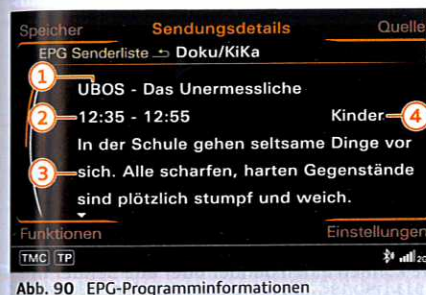 Speicher Sendungsdetails Quelle
EPG Senderliste Doku/KiKa
1 UBOS - Das Unermessliche
2 12:35 - 12:55 Kinder 4
In der Schule gehen seltsame Dinge vor
3 sich. Alle scharfen, harten Gegenstände
sind plötzlich stumpf und weich.
Funktionen Einstellungen
TMC TP 20
Abb. 90 EPG-Programminformationen